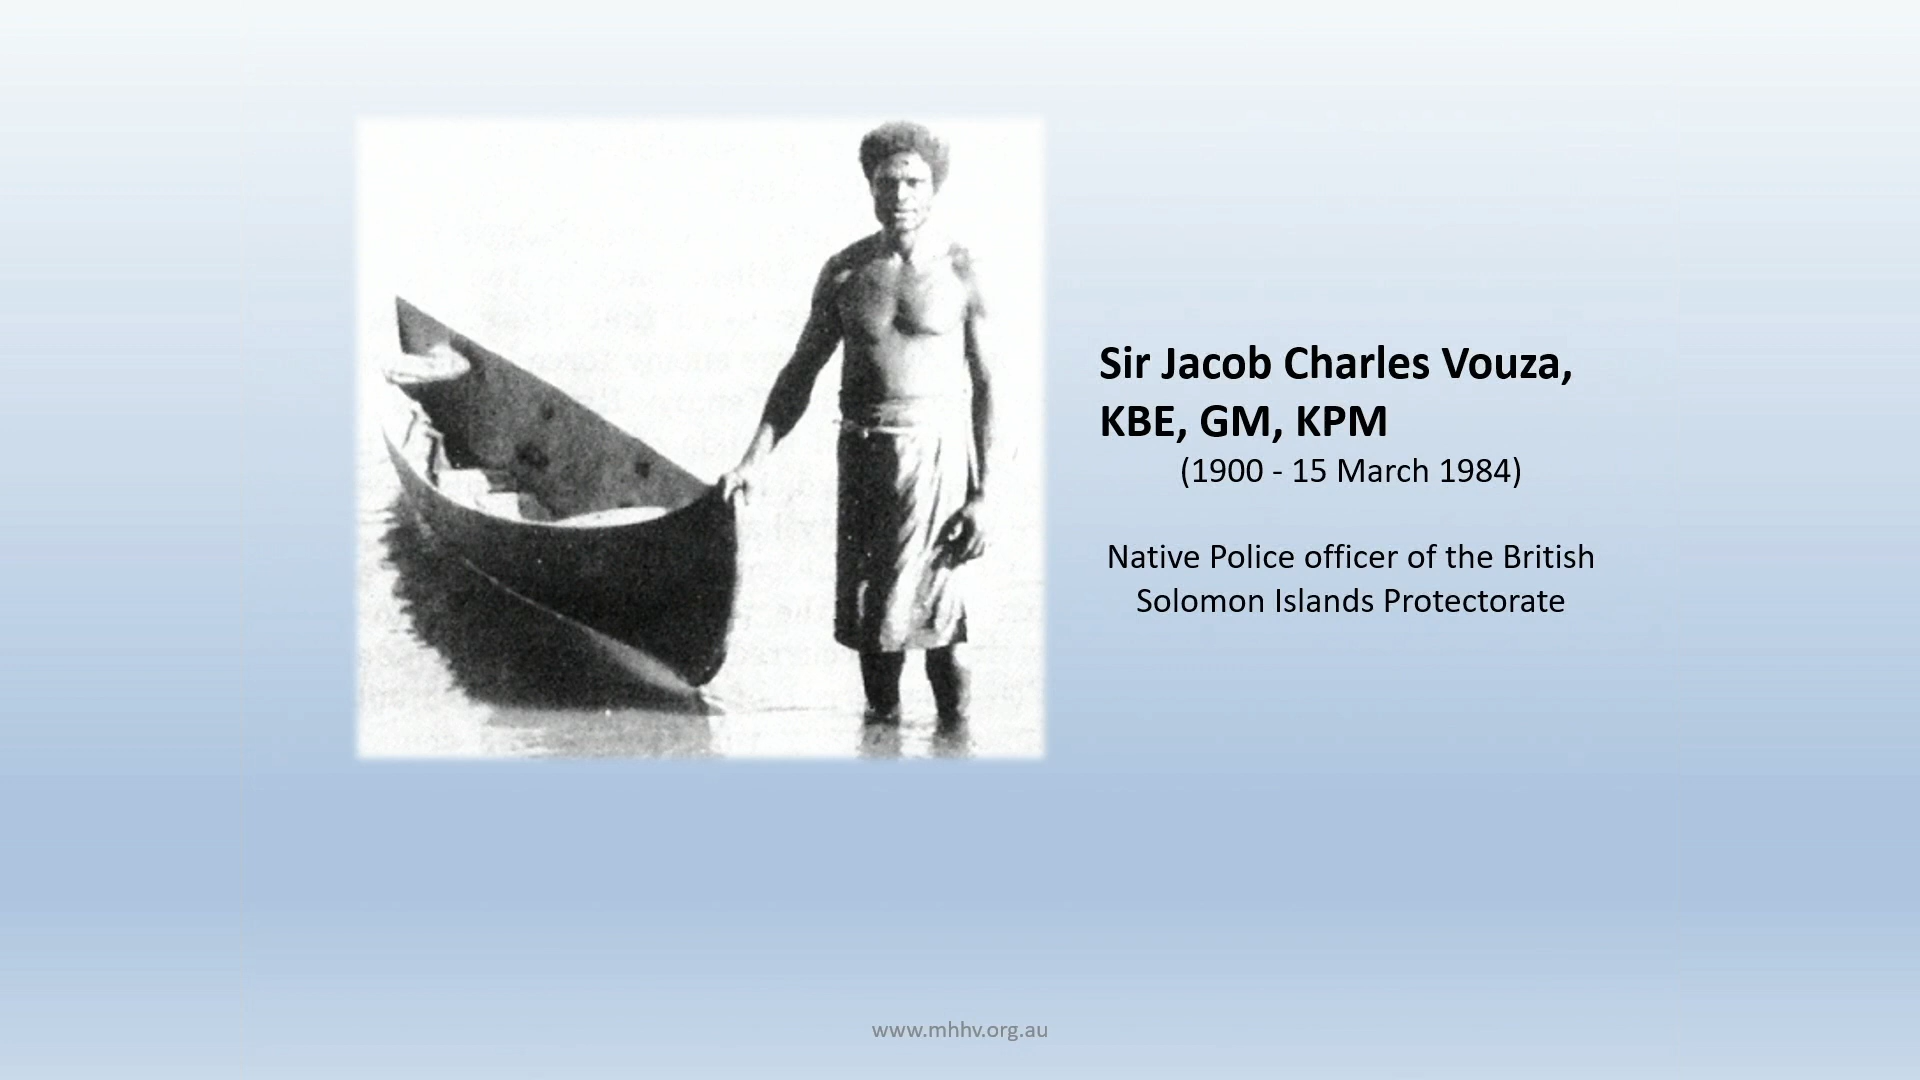 Sir Jacob Charles Vouza,
KBE, GM, KPM
(1900 - 15 March 1984)
Native Police officer of the British
Solomon Islands Protectorate
www.mhhv.org.au